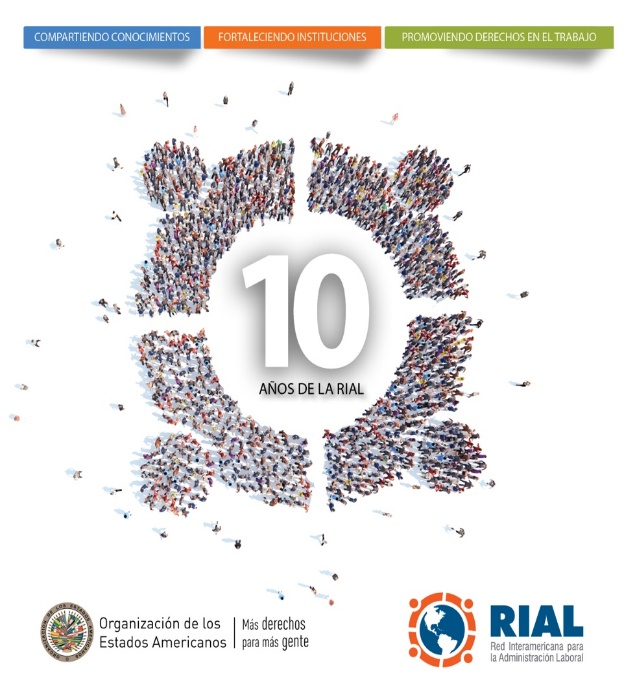 COMPARTIENDO CONOCIMIENTOS
FORTALECIENDO INSTITUCIONES
PROMOVIENDO DERECHOS EN EL TRABAJO
10
AÑOS DE LA RIAL
Organización de los
Estados Americanos
Más derechos
para más gente
RIAL
Red Interamericana para
la Administración Laboral